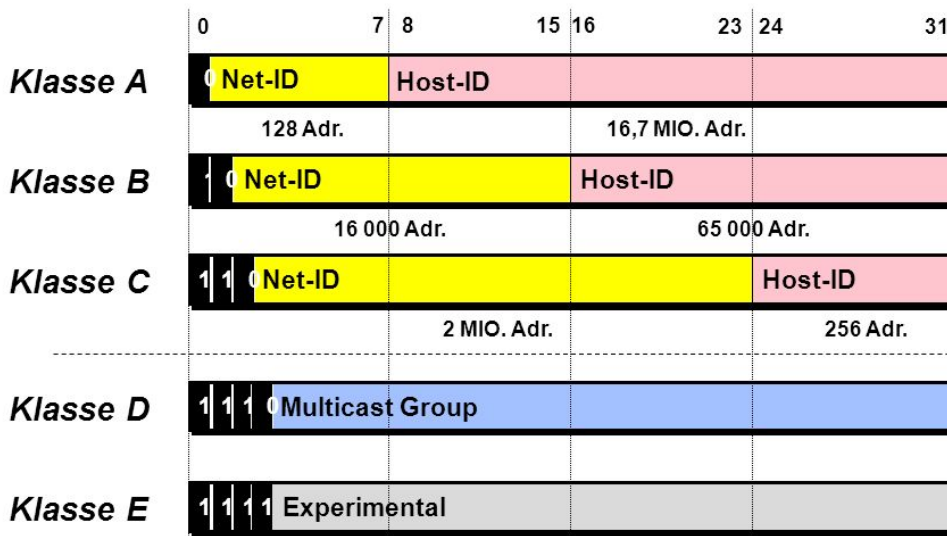 0 7 8 15 16 23 24 31
Klasse A 0 Net-ID Host-ID
128 Adr. 16,7 MIO. Adr.
Klasse B 1 0 Net-ID Host-ID
16 000 Adr. 65 000 Adr.
Klasse C 1 1 0 Net-ID Host-ID
2 MIO. Adr. 256 Adr.
Klasse D 1 1 1 0 Multicast Group
Klasse E 1 1 1 1 Experimental